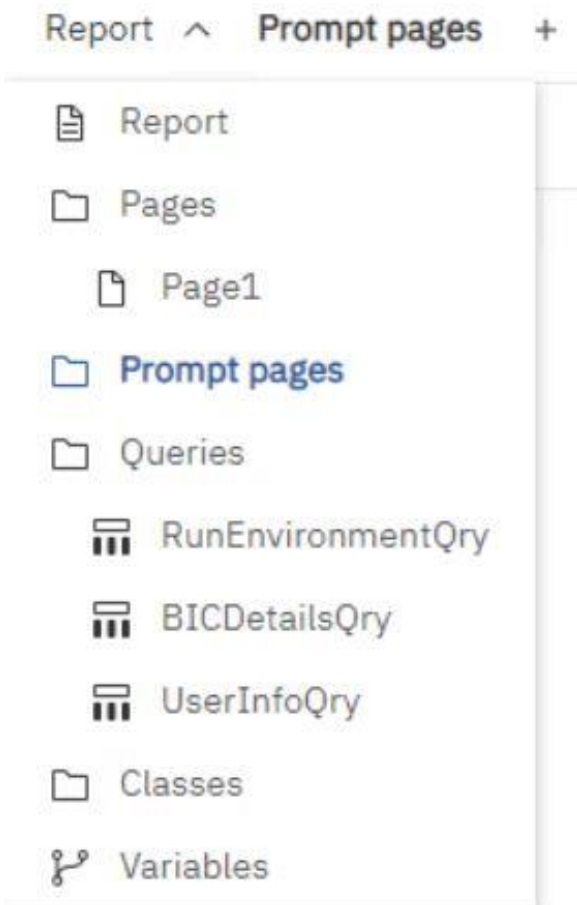 Report Prompt pages +
Report
Pages
Page1
Prompt pages
Queries
RunEnvironmentQry
BICDetailsQry
UserInfoQry
Classes
Variables